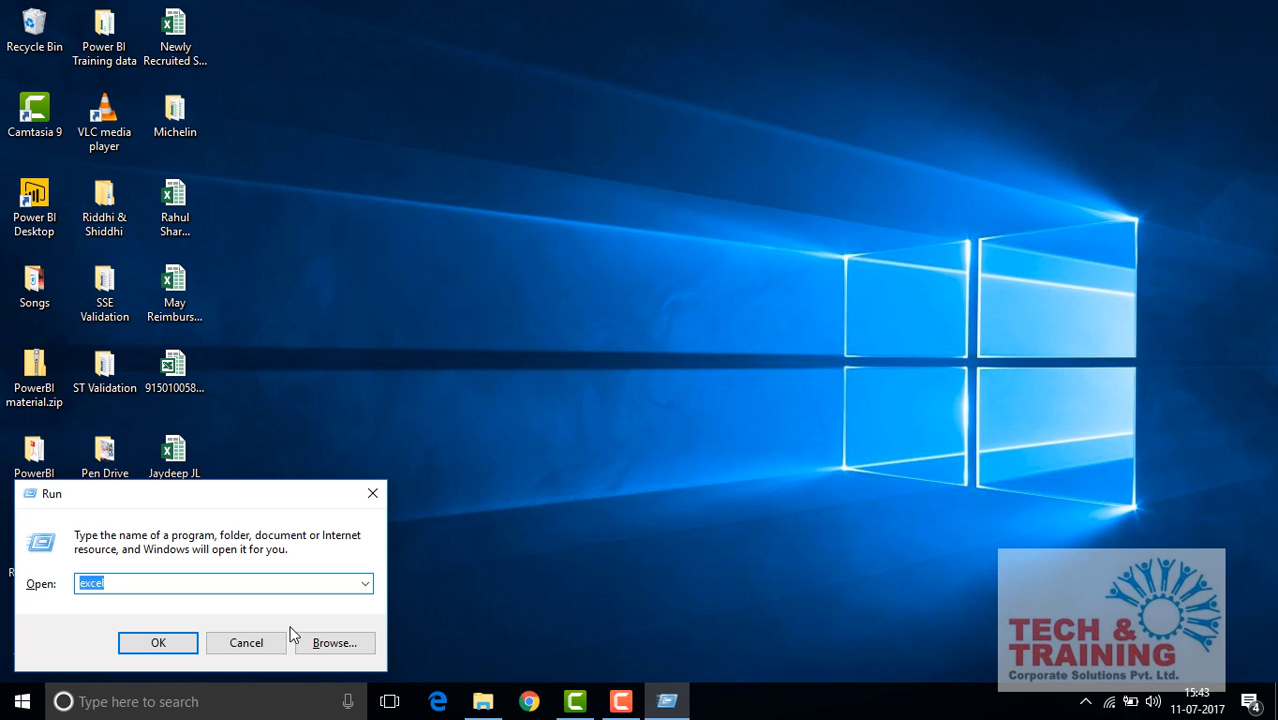 Recycle Bin
Power BI
Training data
Newly
Recruited S...
Camtasia 9
VLC media
player
Michelin
Power BI
Desktop
Riddhi &
Shiddhi
Rahul
Shar...
Songs
SSE
Validation
May
Reimburs...
PowerBI
material.zip
ST Validation
915010058...
PowerBI
Pen Drive
Jaydeep JL
Run
Type the name of a program, folder, document or Internet
resource, and Windows will open it for you.
Open:
excel
OK
Cancel
Browse...
TECH &
TRAINING
Corporate Solutions Pvt. Ltd.
Type here to search
15:43
11-07-2017
4